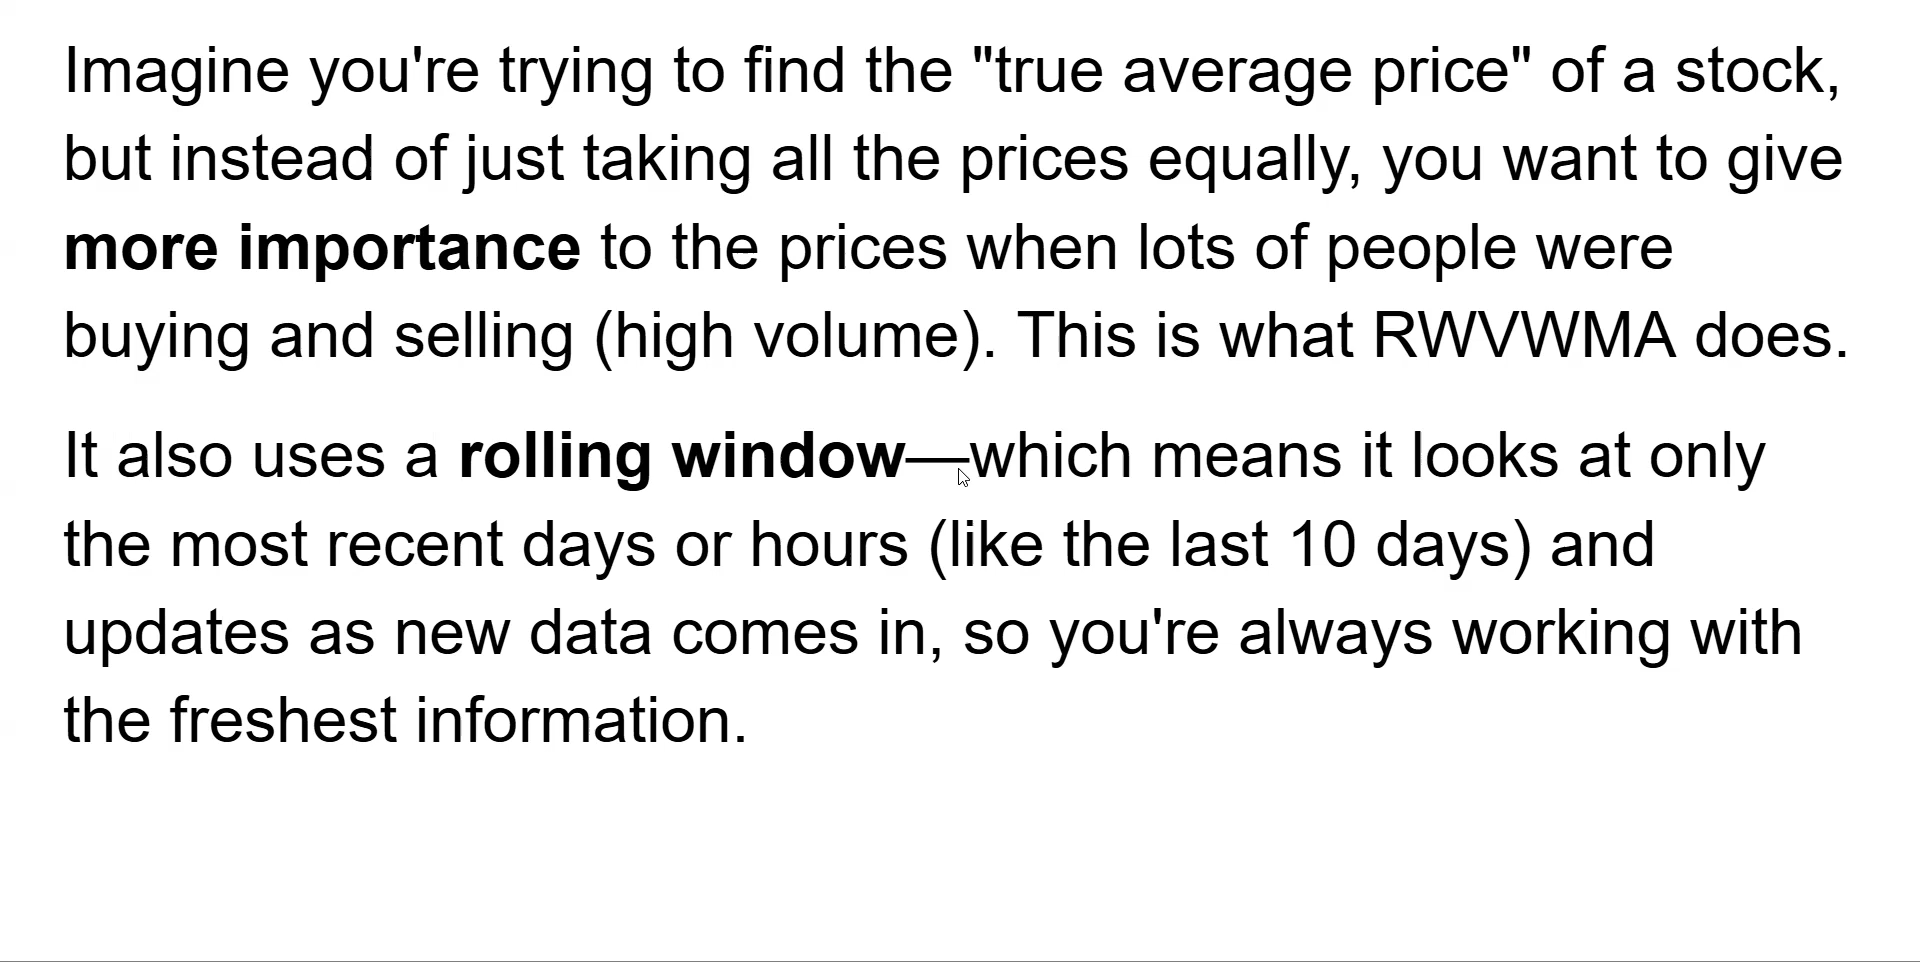 Imagine you're trying to find the "true average price" of a stock,
but instead of just taking all the prices equally, you want to give
more importance to the prices when lots of people were
buying and selling (high volume). This is what RWVWMA does.
It also uses a rolling window—which means it looks at only
the most recent days or hours (like the last 10 days) and
updates as new data comes in, so you're always working with
the freshest information.